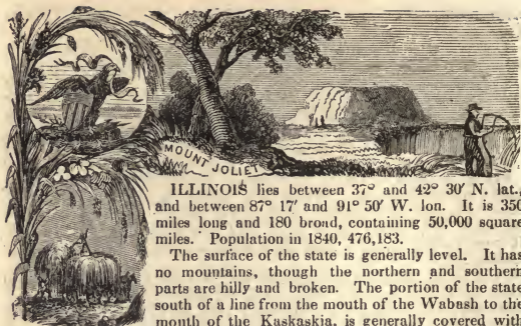 MOUNT JOLIET
ILLINOIS lies between 37° and 42° 30′ N. lat.,
and between 87° 17′ and 91° 50′ W. lon. It is 350
miles long and 180 broad, containing 50,000 square
miles. Population in 1840, 476,183.
The surface of the state is generally level. It has
no mountains, though the northern and southern
parts are hilly and broken. The portion of the state
south of a line from the mouth of the Wabash to the
mouth of the Kaskaskia, is generally covered with